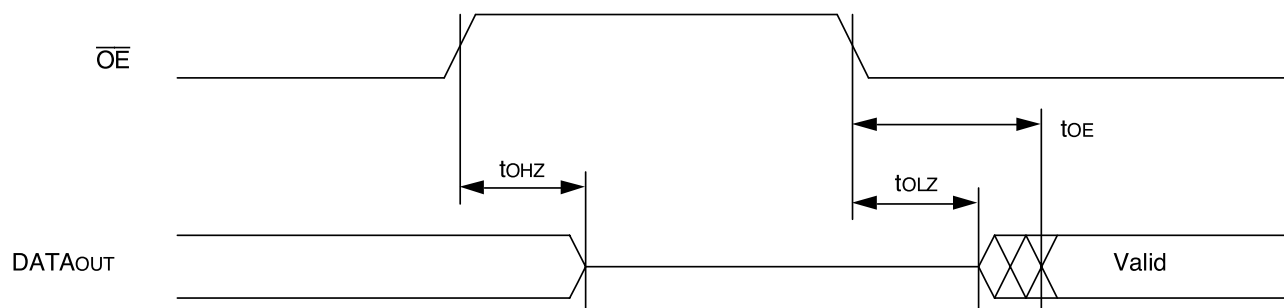 OE
tOE
tOHZ
tOLZ
DATAOUT
Valid